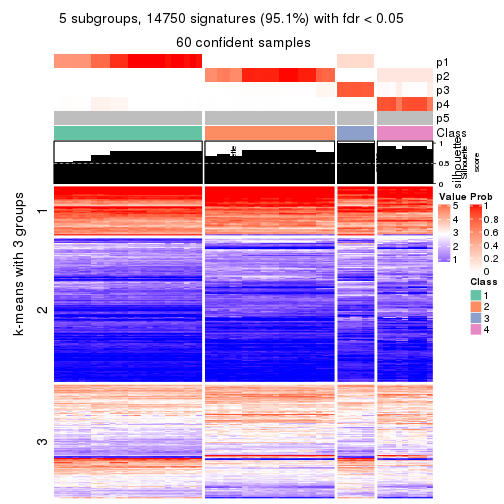 5 subgroups, 14750 signatures (95.1%) with fdr < 0.05
60 confident samples
p1
p2
p3
p4
p5
Class
1
0.5
0
silhouette
Silhouette
score
k-means with 3 groups
1
2
3
Value
5
4
3
2
1
Prob
1
0.8
0.6
0.4
0.2
0
Class
1
2
3
4